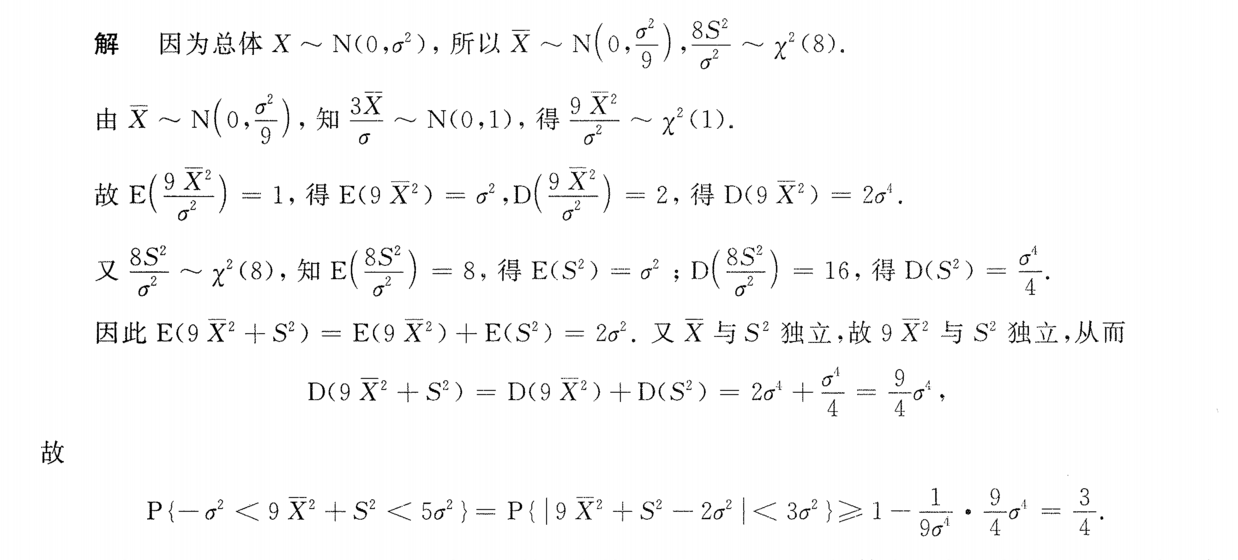 解 因为总体 X ~ N(0,σ²), 所以 X̅ ~ N(0,σ²/9), 8S²/σ² ~ χ²(8).
由 X̅ ~ N(0,σ²/9), 知 3X̅/σ ~ N(0,1), 得 9X̅²/σ² ~ χ²(1).
故 E(9X̅²/σ²) = 1, 得 E(9X̅²) = σ², D(9X̅²/σ²) = 2, 得 D(9X̅²) = 2σ⁴.
又 8S²/σ² ~ χ²(8), 知 E(8S²/σ²) = 8, 得 E(S²) = σ²; D(8S²/σ²) = 16, 得 D(S²) = σ⁴/4.
因此 E(9X̅² + S²) = E(9X̅²) + E(S²) = 2σ². 又 X̅ 与 S² 独立,故 9X̅² 与 S² 独立,从而
D(9X̅² + S²) = D(9X̅²) + D(S²) = 2σ⁴ + σ⁴/4 = 9/4 σ⁴,
故
P{-σ² < 9X̅² + S² < 5σ²} = P{|9X̅² + S² - 2σ²| < 3σ²} ⩾ 1 - 1/9σ⁴ · 9/4 σ⁴ = 3/4.